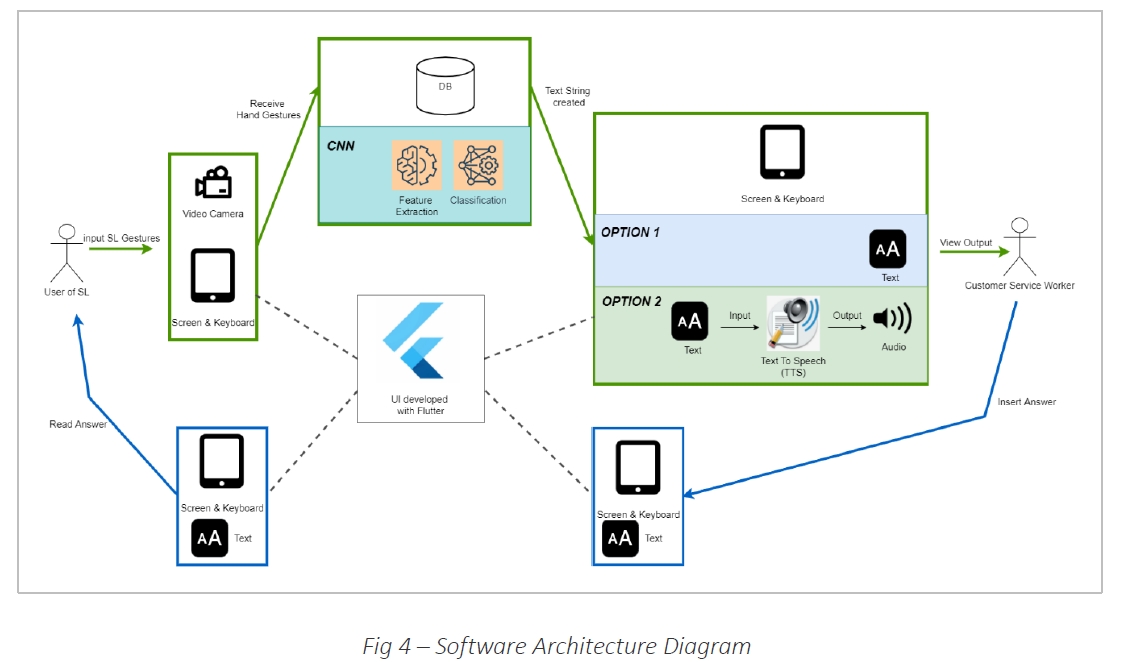 DB
Receive
Hand Gestures
Text String
created
CNN
Feature
Extraction
Classification
Video Camera
Screen & Keyboard
input SL Gestures
User of SL
Screen & Keyboard
OPTION 1
AA
Text
View Output
Customer Service Worker
OPTION 2
AA
Text
Input
Text To Speech
(TTS)
Output
Audio
UI developed
with Flutter
Insert Answer
Read Answer
Screen & Keyboard
AA Text
Screen & Keyboard
AA Text
Fig 4 – Software Architecture Diagram